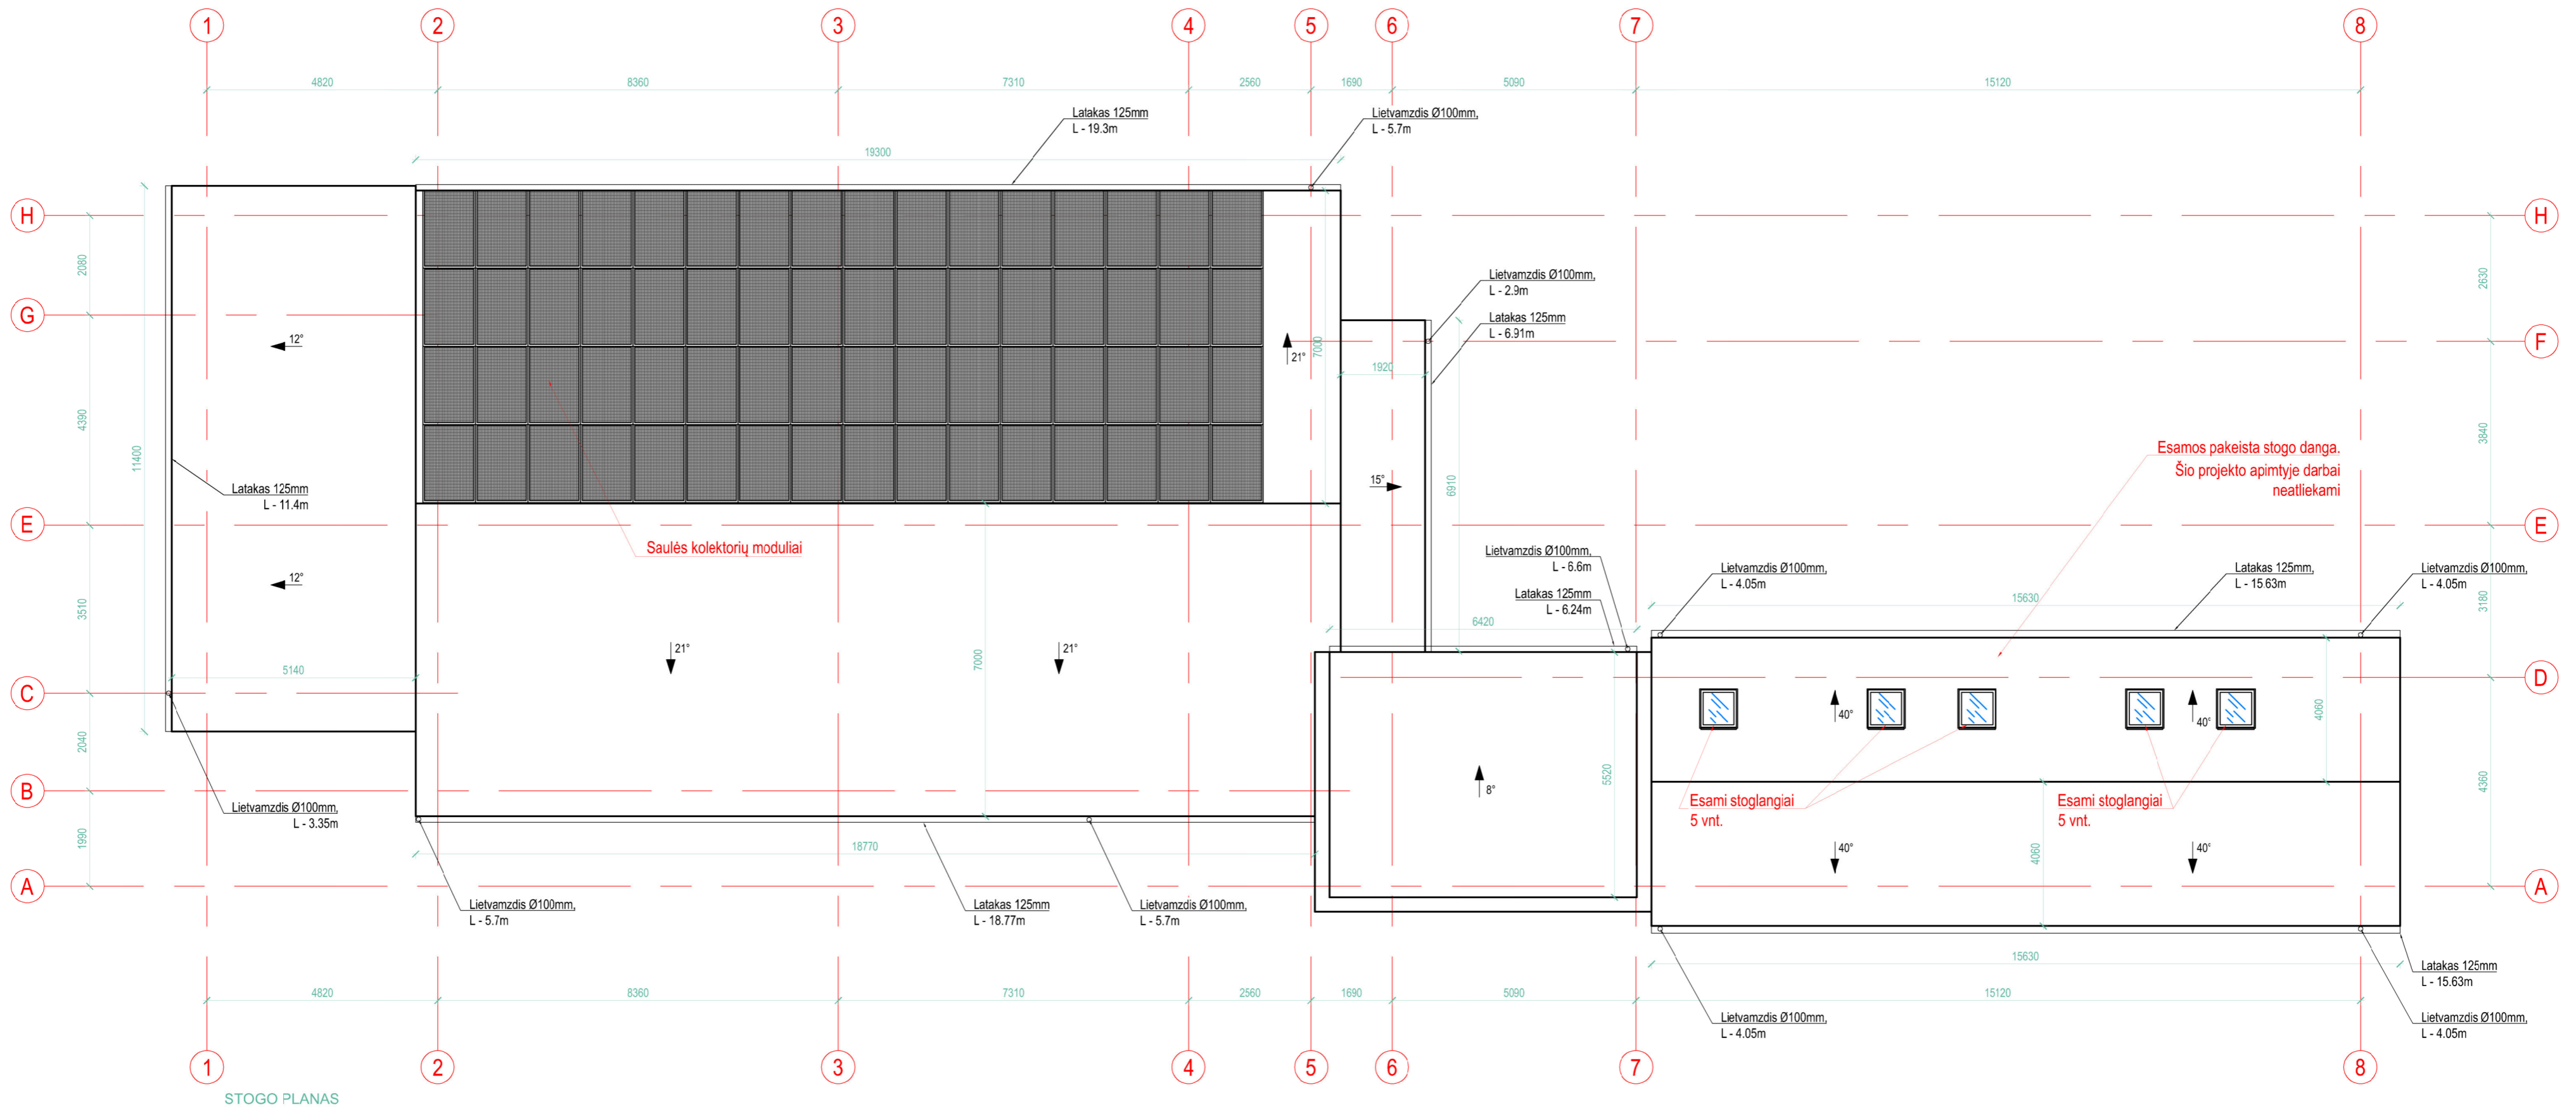 1 2 3 4 5 6 7 8
4820 8360 7310 2560 1690 5090 15120
Latakas 125mm
L - 19.3m
Lietvamzdis Ø100mm,
L - 5.7m
19300
H H
2080
2630
G
Lietvamzdis Ø100mm,
L - 2.9m
Latakas 125mm
L - 6.91m
12°
21°
7000
F
1920
4390
11400
3840
Esamos pakeista stogo danga.
Šio projekto apimtyje darbai
neatliekami
15°
6910
Latakas 125mm
L - 11.4m
E E
Saulės kolektorių moduliai
Lietvamzdis Ø100mm,
L - 6.6m
Latakas 125mm
L - 6.24m
6420
Lietvamzdis Ø100mm,
L - 4.05m
Latakas 125mm,
L - 15.63m
Lietvamzdis Ø100mm,
L - 4.05m
12°
15630
3510
3180
21° 21°
7000
5140
C D
40° 40°
4060
2040
5520
4360
8°
B
Esami stoglangiai
5 vnt.
Esami stoglangiai
5 vnt.
Lietvamzdis Ø100mm,
L - 3.35m
1990
18770
40° 40°
4060
A A
Lietvamzdis Ø100mm,
L - 5.7m
Latakas 125mm
L - 18.77m
Lietvamzdis Ø100mm,
L - 5.7m
15630
Latakas 125mm
L - 15.63m
4820 8360 7310 2560 1690 5090 15120
Lietvamzdis Ø100mm,
L - 4.05m
Lietvamzdis Ø100mm,
L - 4.05m
1 2 3 4 5 6 7 8
STOGO PLANAS